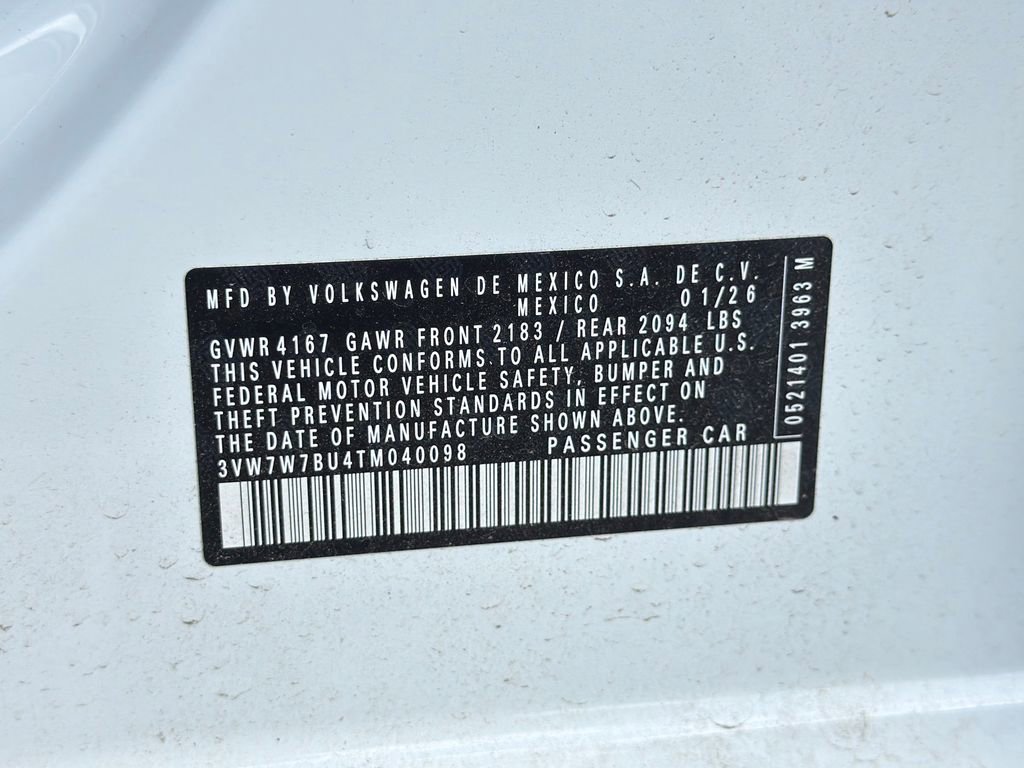 MFD BY VOLKSWAGEN DE MEXICO S.A. DE C.V.
MEXICO 01/26
GVWR 4167 GAWR FRONT 2183 / REAR 2094 LBS
THIS VEHICLE CONFORMS TO ALL APPLICABLE U.S.
FEDERAL MOTOR VEHICLE SAFETY, BUMPER AND
THEFT PREVENTION STANDARDS IN EFFECT ON
THE DATE OF MANUFACTURE SHOWN ABOVE.
3VW7W7BU4TM040098 PASSENGER CAR
0521401 3963 M